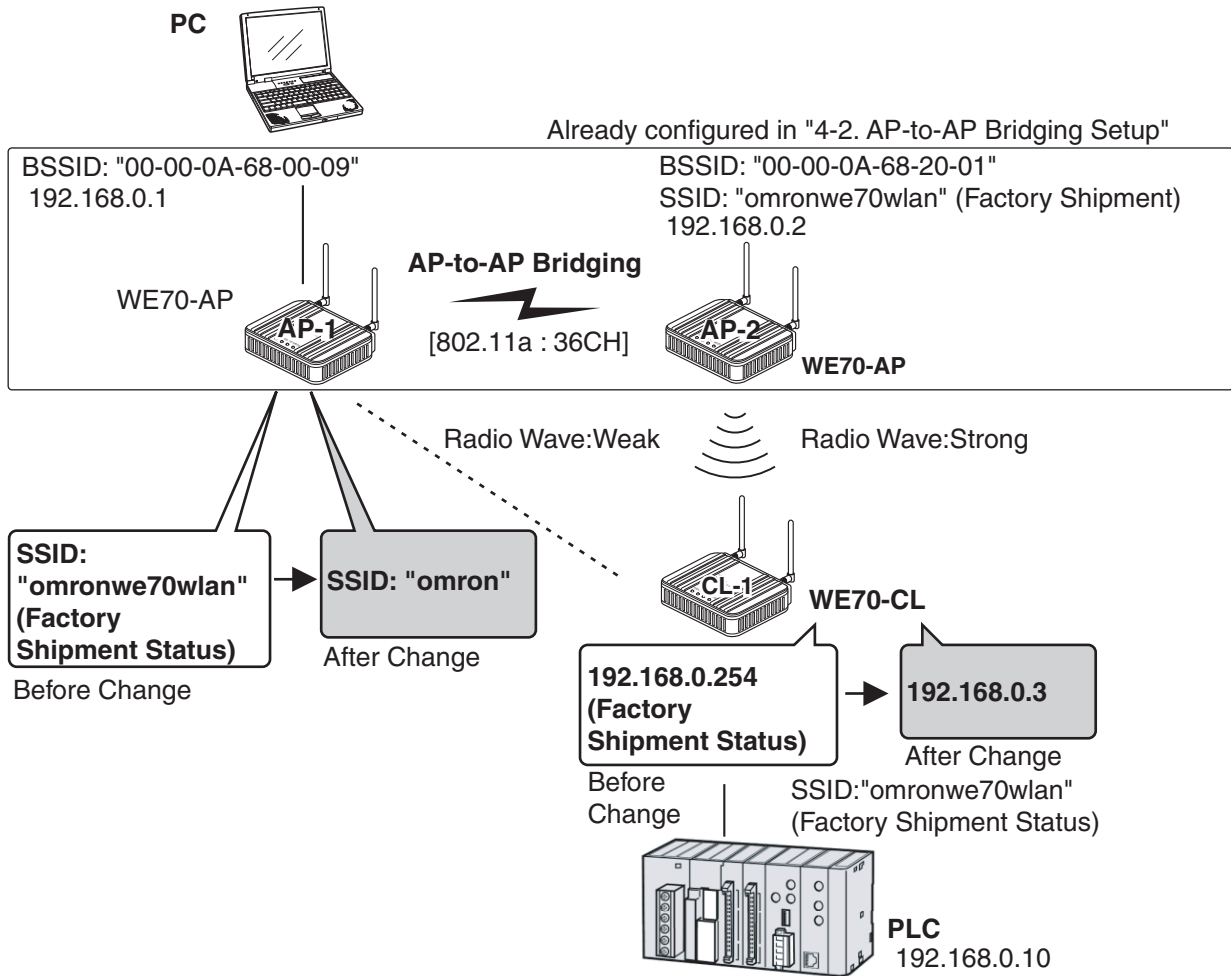 PC
Already configured in "4-2. AP-to-AP Bridging Setup"
BSSID: "00-00-0A-68-00-09"
192.168.0.1
BSSID: "00-00-0A-68-20-01"
SSID: "omronwe70wlan" (Factory Shipment)
192.168.0.2
AP-to-AP Bridging
WE70-AP
AP-1
[802.11a : 36CH]
AP-2
WE70-AP
Radio Wave:Weak
Radio Wave:Strong
SSID:
"omronwe70wlan"
(Factory
Shipment Status)
Before Change
SSID: "omron"
After Change
CL-1
WE70-CL
192.168.0.254
(Factory
Shipment Status)
Before
Change
192.168.0.3
After Change
SSID:"omronwe70wlan"
(Factory Shipment Status)
PLC
192.168.0.10